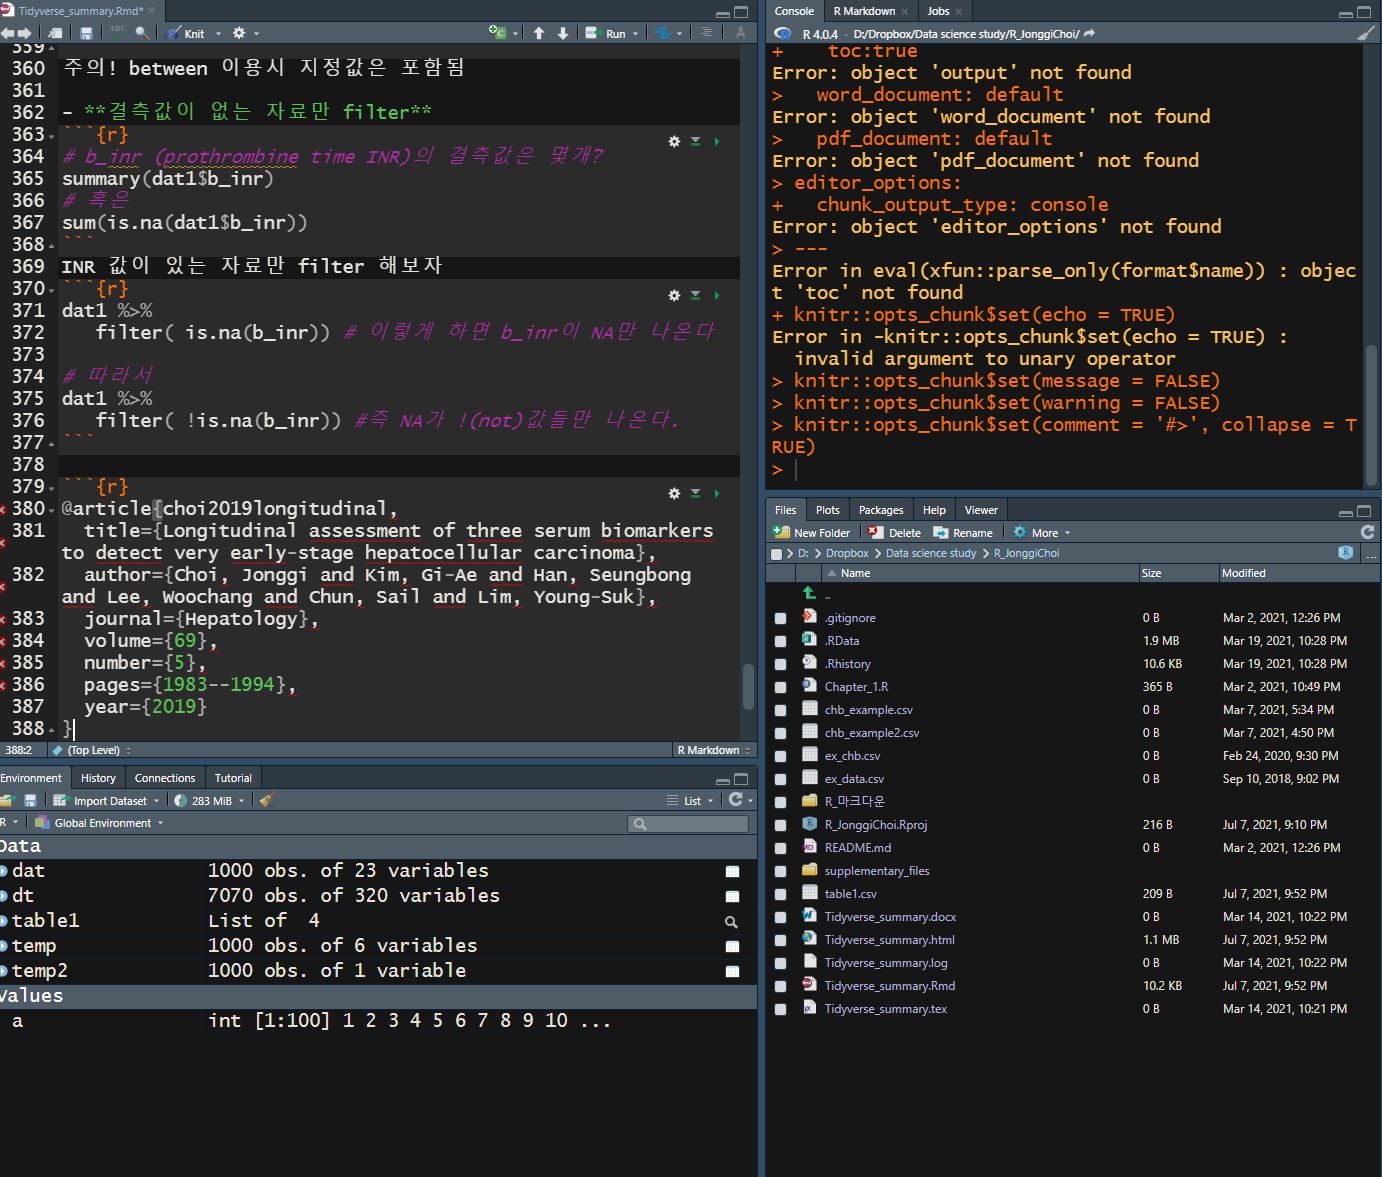 Tidyverse_summary.Rmd*
Knit
Run
359
360 주의! between 이용시 지정값은 포함됨
361
362 - **결측값이 없는 자료만 filter**
363 ```{r}
364 # b_inr (prothrombine time INR)의 결측값은 몇개?
365 summary(dat1$b_inr)
366 # 혹은
367 sum(is.na(dat1$b_inr))
368 ```
369 INR 값이 있는 자료만 filter 해보자
370 ```{r}
371 dat1 %>%
372 filter( is.na(b_inr)) # 이렇게 하면 b_inr이 NA만 나온다
373
374 # 따라서
375 dat1 %>%
376 filter( !is.na(b_inr)) #즉 NA가 !(not)값들만 나온다.
377 ```
378
379 ```{r}
380 @article{choi2019longitudinal,
381 title={Longitudinal assessment of three serum biomarkers
to detect very early-stage hepatocellular carcinoma},
382 author={Choi, Jonggi and Kim, Gi-Ae and Han, Seungbong
and Lee, Woochang and Chun, Sail and Lim, Young-Suk},
383 journal={Hepatology},
384 volume={69},
385 number={5},
386 pages={1983--1994},
387 year={2019}
388 }
388:2 (Top Level) R Markdown
Environment History Connections Tutorial
Import Dataset 283 MiB List
R Global Environment
Data
dat 1000 obs. of 23 variables
dt 7070 obs. of 320 variables
table1 List of 4
temp 1000 obs. of 6 variables
temp2 1000 obs. of 1 variable
Values
a int [1:100] 1 2 3 4 5 6 7 8 9 10 ...
Console R Markdown Jobs
R 4.0.4 · D:/Dropbox/Data science study/R_JonggiChoi/
+ toc:true
Error: object 'output' not found
> word_document: default
Error: object 'word_document' not found
> pdf_document: default
Error: object 'pdf_document' not found
> editor_options:
+ chunk_output_type: console
Error: object 'editor_options' not found
> ---
Error in eval(xfun::parse_only(format$name)) : objec
t 'toc' not found
+ knitr::opts_chunk$set(echo = TRUE)
Error in -knitr::opts_chunk$set(echo = TRUE) :
invalid argument to unary operator
> knitr::opts_chunk$set(message = FALSE)
> knitr::opts_chunk$set(warning = FALSE)
> knitr::opts_chunk$set(comment = '#>', collapse = T
RUE)
>
Files Plots Packages Help Viewer
New Folder Delete Rename More
D: > Dropbox > Data science study > R_JonggiChoi ...
Name Size Modified
..
.gitignore 0 B Mar 2, 2021, 12:26 PM
.RData 1.9 MB Mar 19, 2021, 10:28 PM
.Rhistory 10.6 KB Mar 19, 2021, 10:28 PM
Chapter_1.R 365 B Mar 2, 2021, 10:49 PM
chb_example.csv 0 B Mar 7, 2021, 5:34 PM
chb_example2.csv 0 B Mar 7, 2021, 4:50 PM
ex_chb.csv 0 B Feb 24, 2020, 9:30 PM
ex_data.csv 0 B Sep 10, 2018, 9:02 PM
R_마크다운
R_JonggiChoi.Rproj 216 B Jul 7, 2021, 9:10 PM
README.md 0 B Mar 2, 2021, 12:26 PM
supplementary_files
table1.csv 209 B Jul 7, 2021, 9:52 PM
Tidyverse_summary.docx 0 B Mar 14, 2021, 10:22 PM
Tidyverse_summary.html 1.1 MB Jul 7, 2021, 9:52 PM
Tidyverse_summary.log 0 B Mar 14, 2021, 10:22 PM
Tidyverse_summary.Rmd 10.2 KB Jul 7, 2021, 9:52 PM
Tidyverse_summary.tex 0 B Mar 14, 2021, 10:21 PM